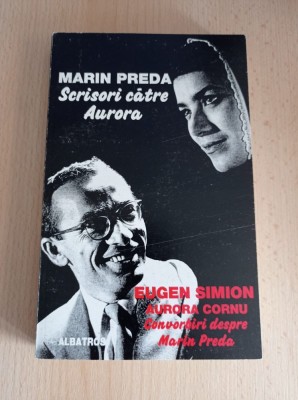 MARIN PREDA
Scrisori către
Aurora
EUGEN SIMION
AURORA CORNU
Convorbiri despre
Marin Preda
ALBATROS